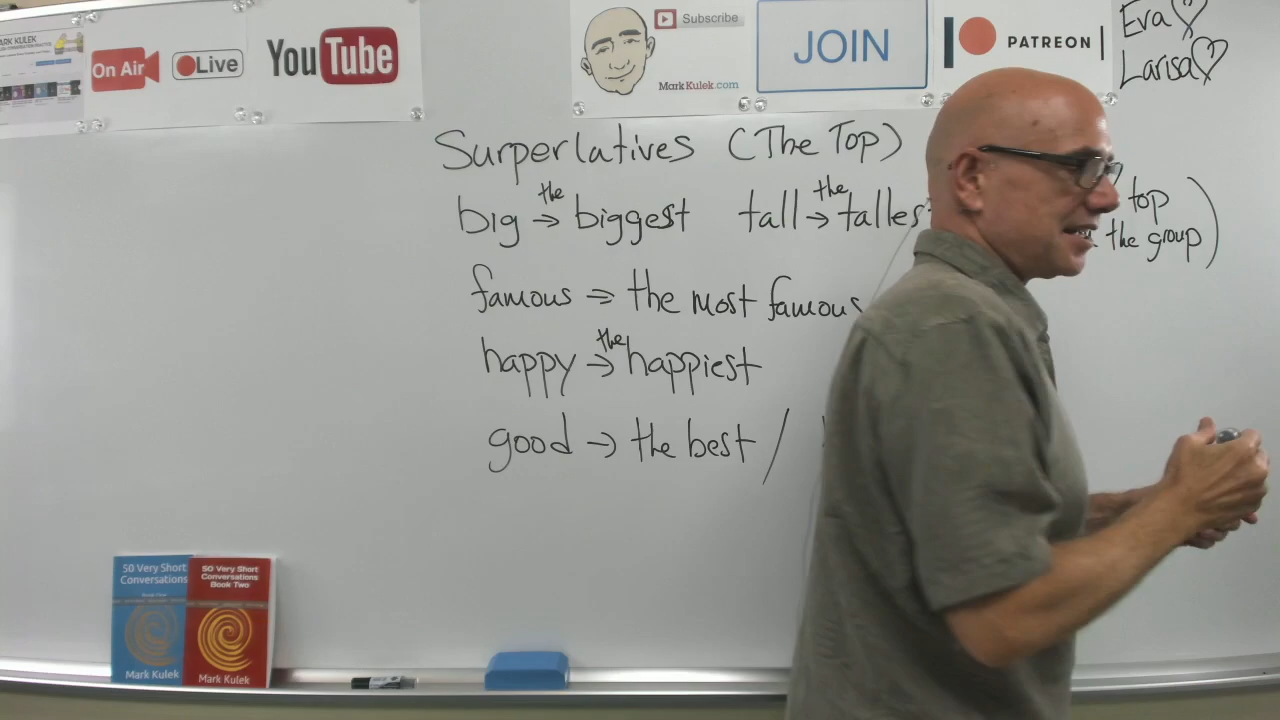 MARK KULEK
On Air
Live
YouTube
Subscribe
MarkKulek.com
JOIN
PATREON
Eva♡
Larisa♡
Surperlatives (The Top)
big → the biggest tall → the talles
top
the group)
famous → the most famous
happy → the happiest
good → the best /
50 Very Short
Conversations
Mark Kulek
50 Very Short
Conversations
Book Two
Mark Kulek